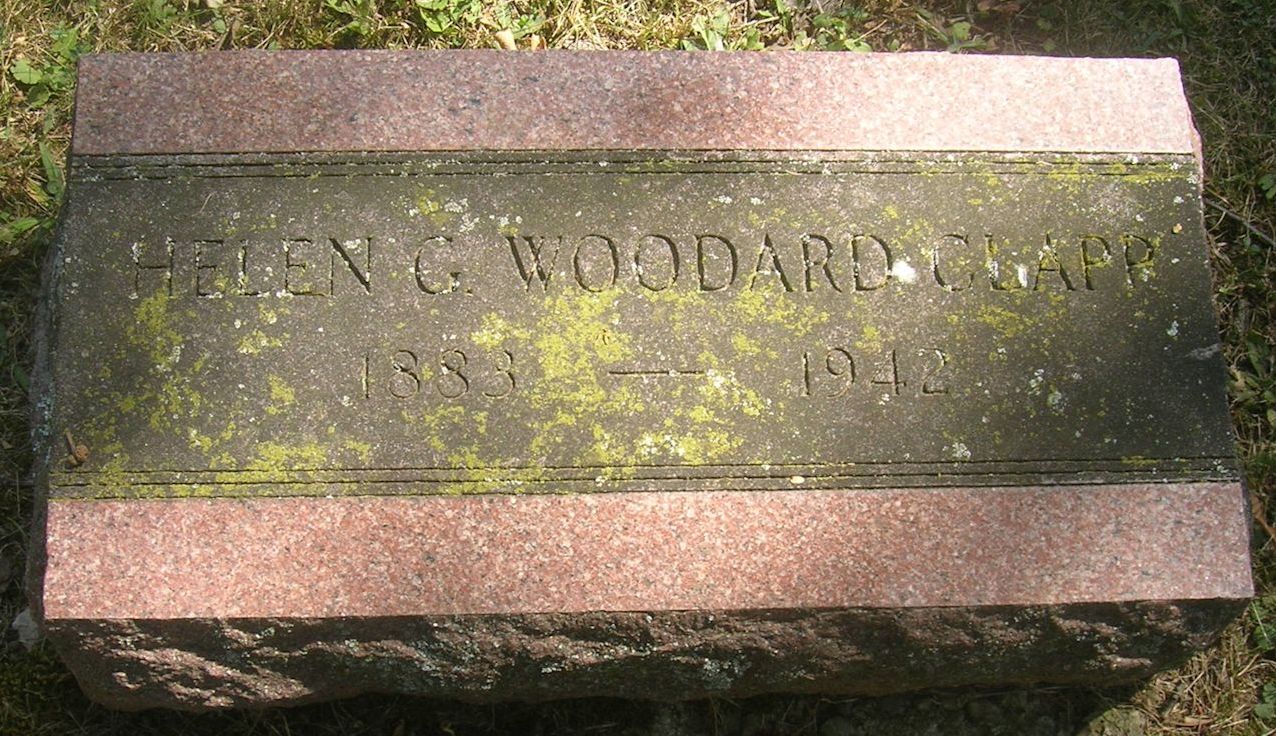 HELEN G. WOODARD CLAPP
1883 — 1942